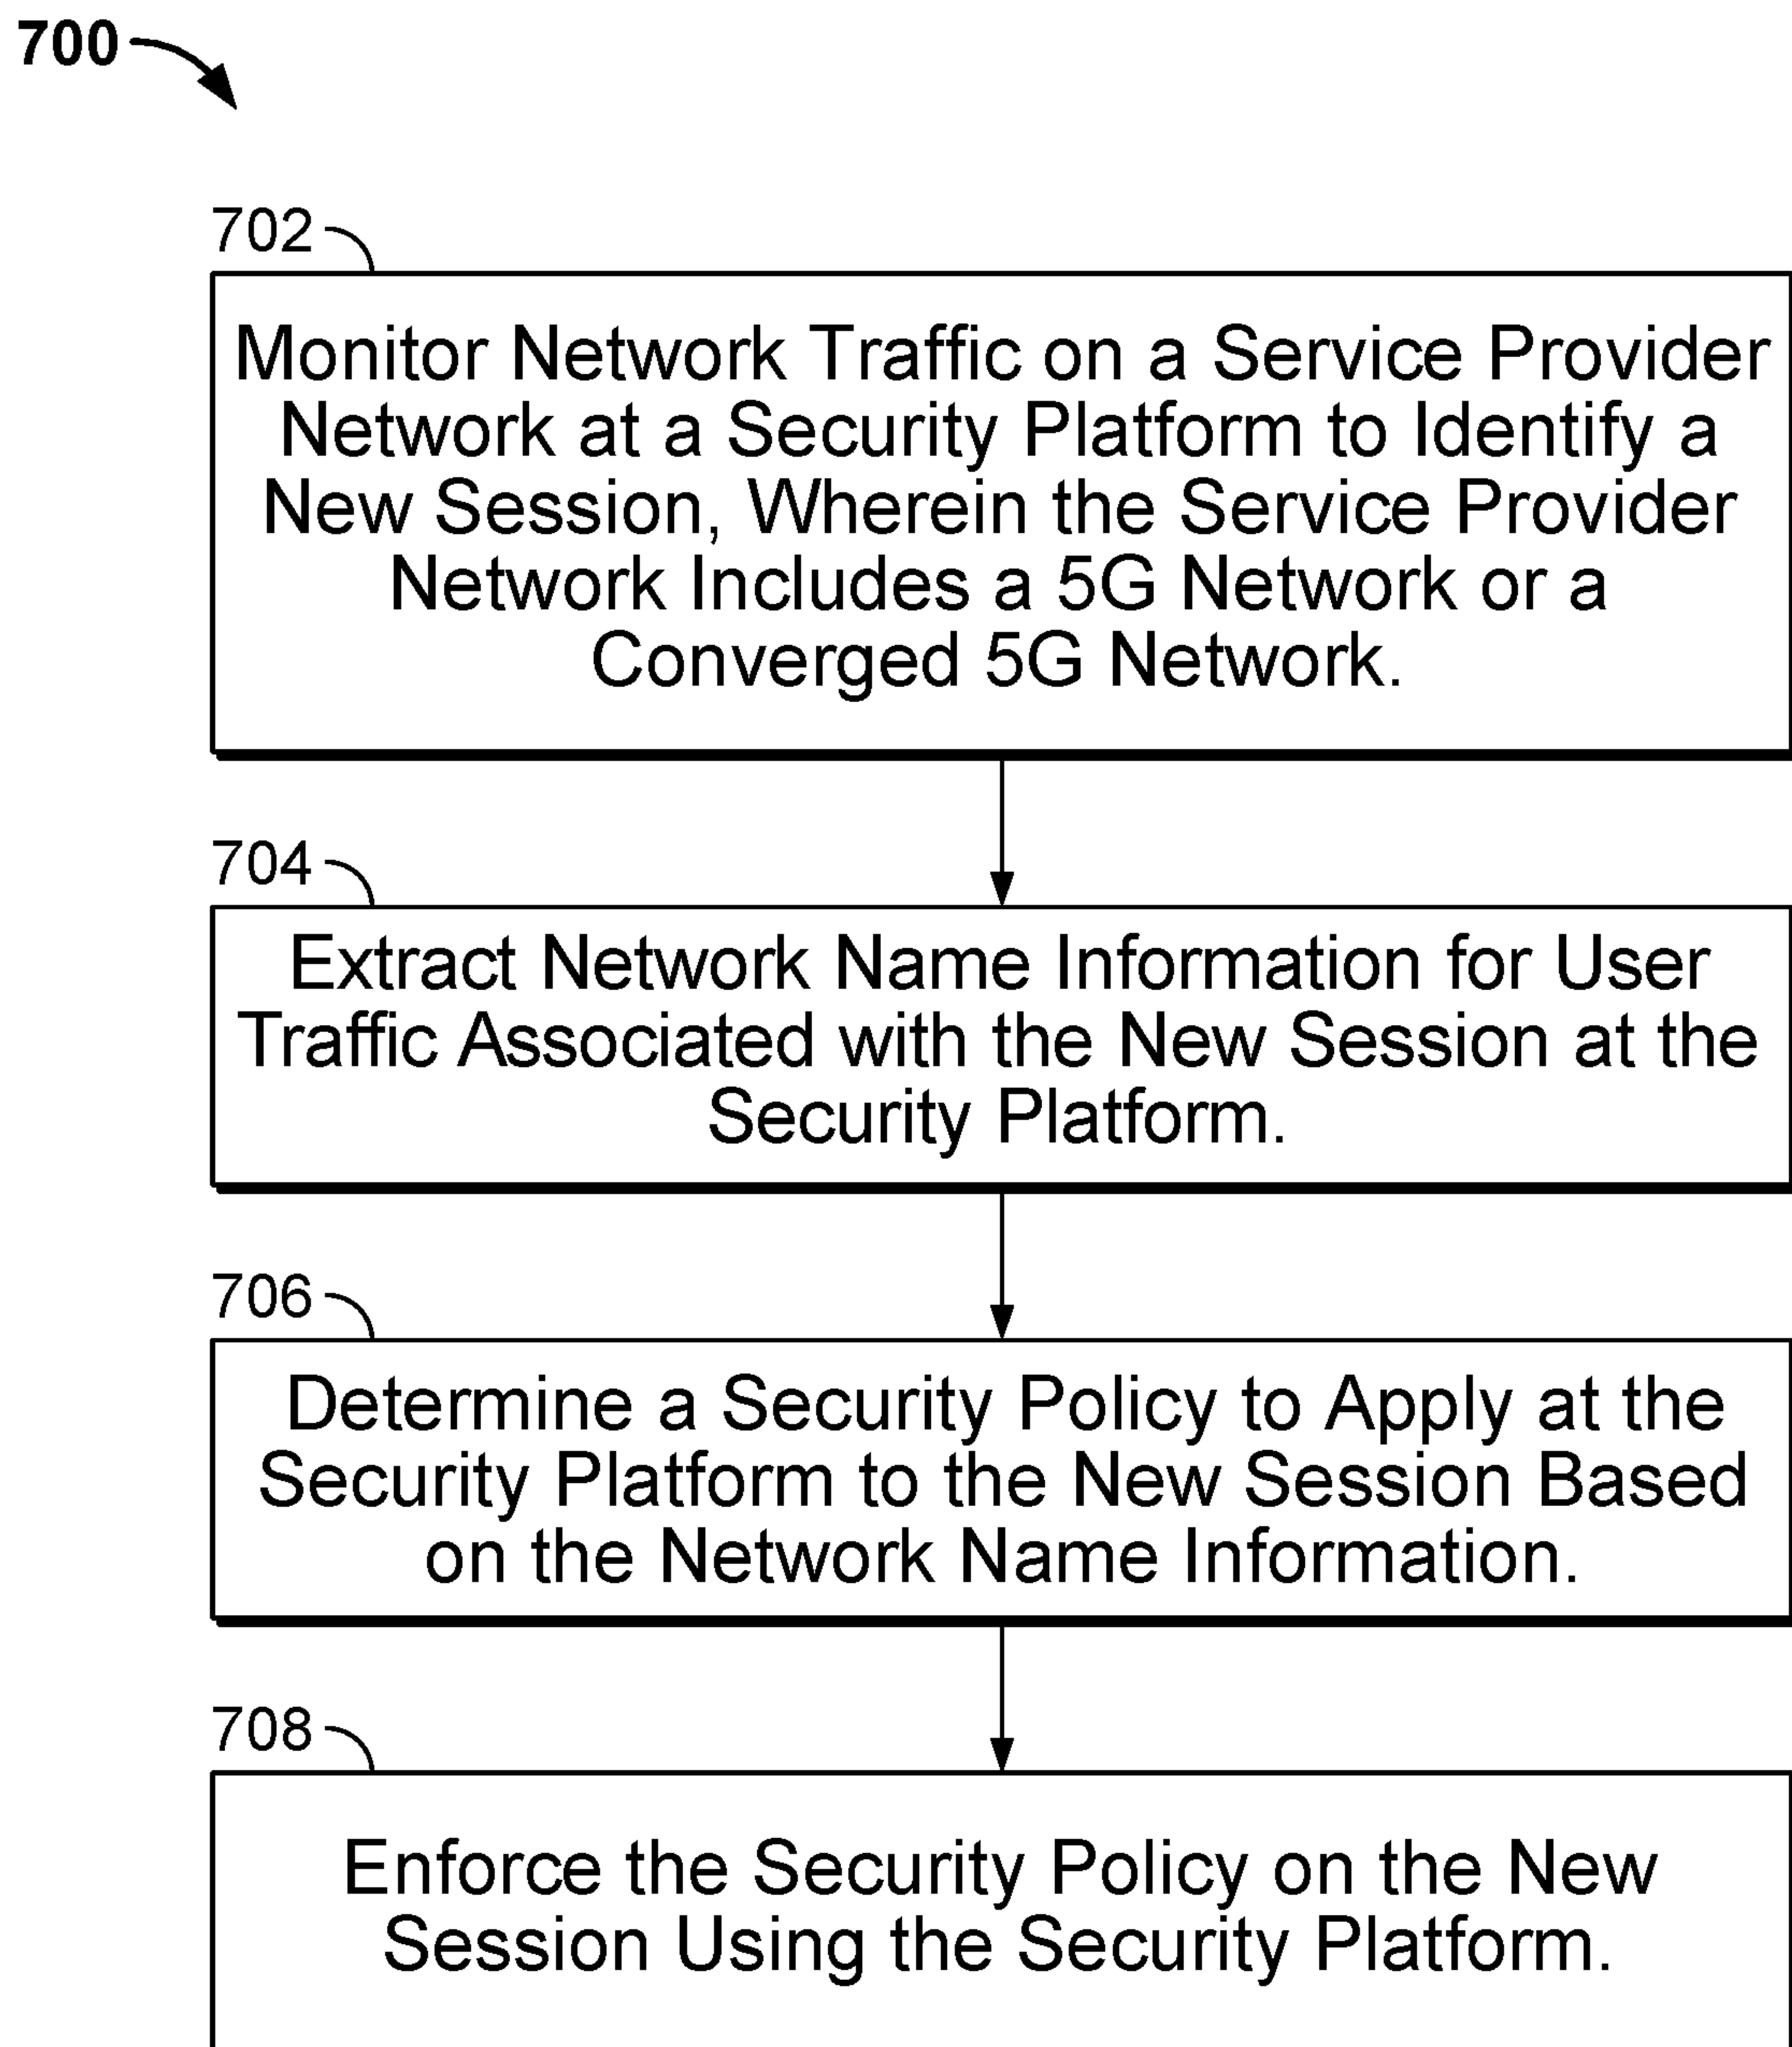 700
702
Monitor Network Traffic on a Service Provider
Network at a Security Platform to Identify a
New Session, Wherein the Service Provider
Network Includes a 5G Network or a
Converged 5G Network.
704
Extract Network Name Information for User
Traffic Associated with the New Session at the
Security Platform.
706
Determine a Security Policy to Apply at the
Security Platform to the New Session Based
on the Network Name Information.
708
Enforce the Security Policy on the New
Session Using the Security Platform.